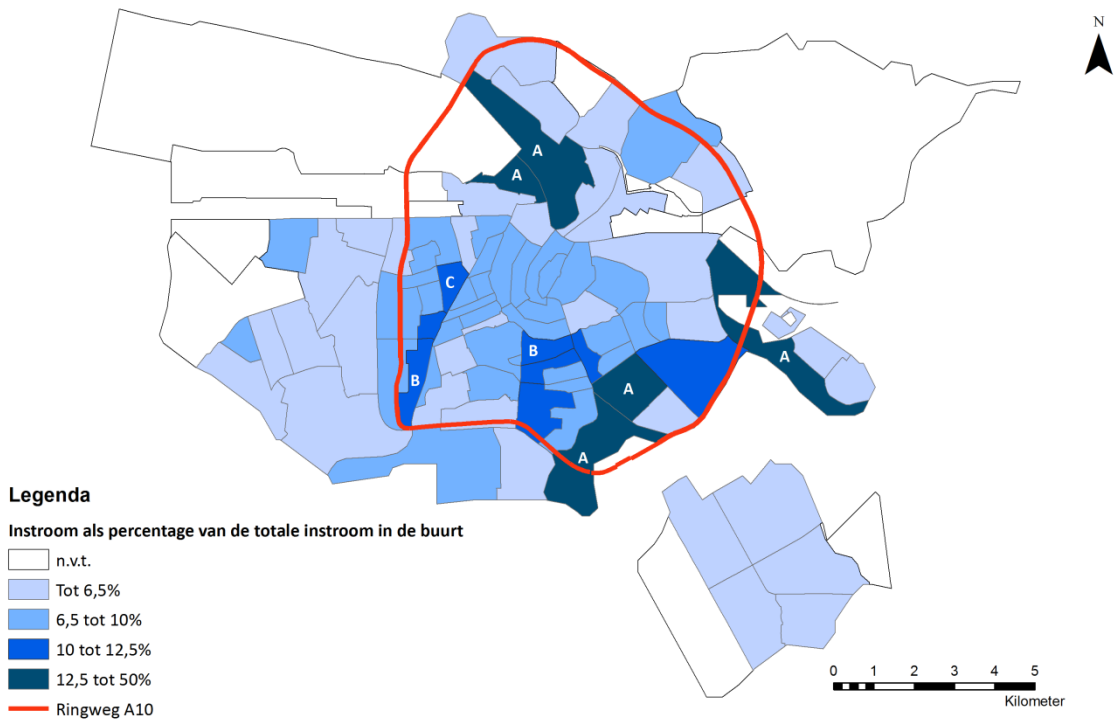 N
A
A
C
B
B
A
A
A
Legenda
Instroom als percentage van de totale instroom in de buurt
n.v.t.
Tot 6,5%
6,5 tot 10%
10 tot 12,5%
12,5 tot 50%
Ringweg A10
0 1 2 3 4 5
Kilometer